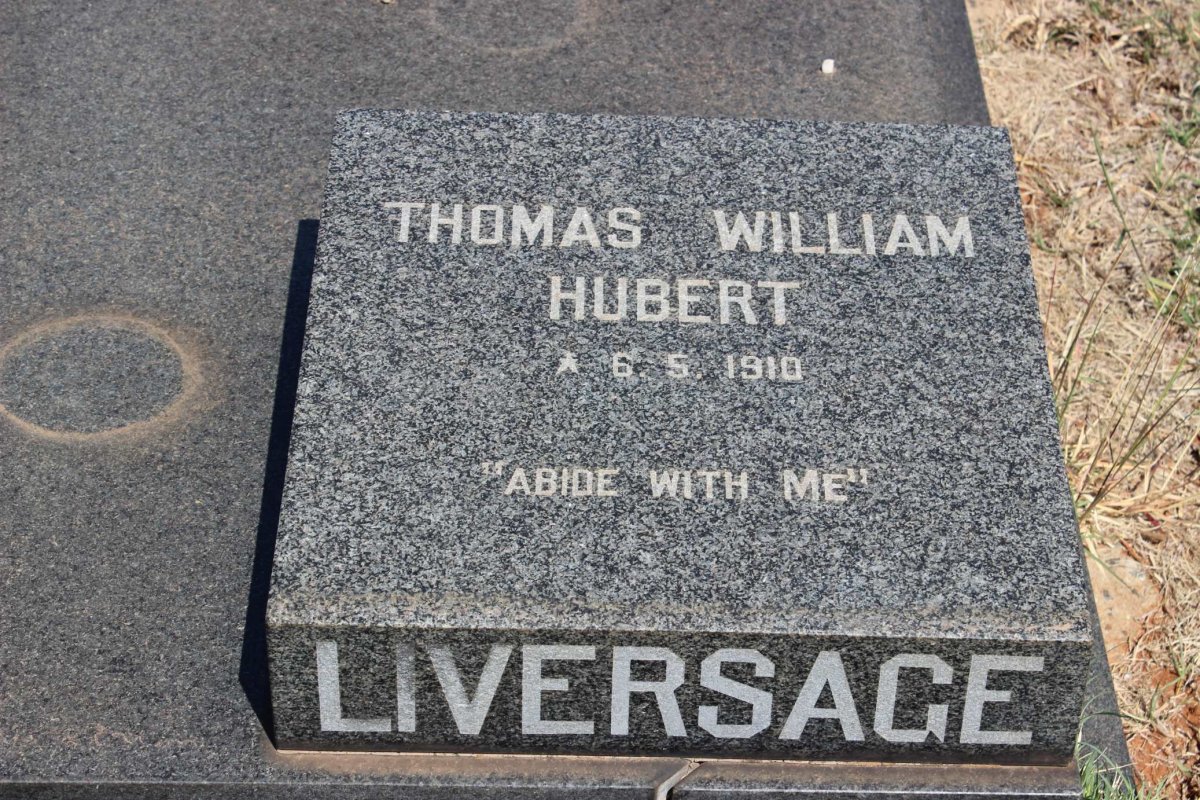 THOMAS WILLIAM
HUBERT
★ 6. 5. 1910
"ABIDE WITH ME"
LIVERSAGE